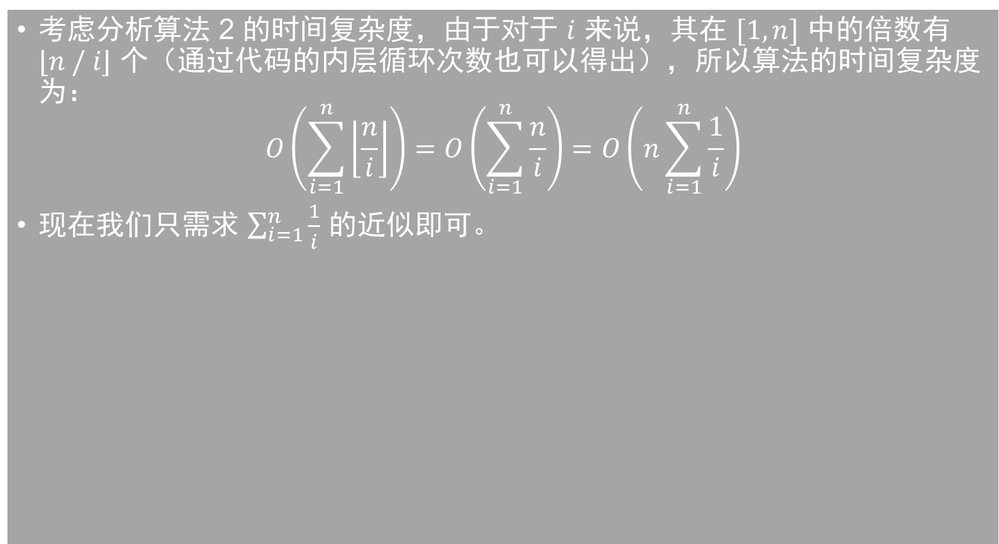 • 考虑分析算法 2 的时间复杂度，由于对于 𝑖 来说，其在 [1, 𝑛] 中的倍数有
⌊𝑛 / 𝑖⌋ 个（通过代码的内层循环次数也可以得出），所以算法的时间复杂度
为：
$O\left(\sum_{i=1}^{n}\left\lfloor\frac{n}{i}\right\rfloor\right)=O\left(\sum_{i=1}^{n}\frac{n}{i}\right)=O\left(n\sum_{i=1}^{n}\frac{1}{i}\right)$
• 现在我们只需求 $\sum_{i=1}^{n}\frac{1}{i}$ 的近似即可。